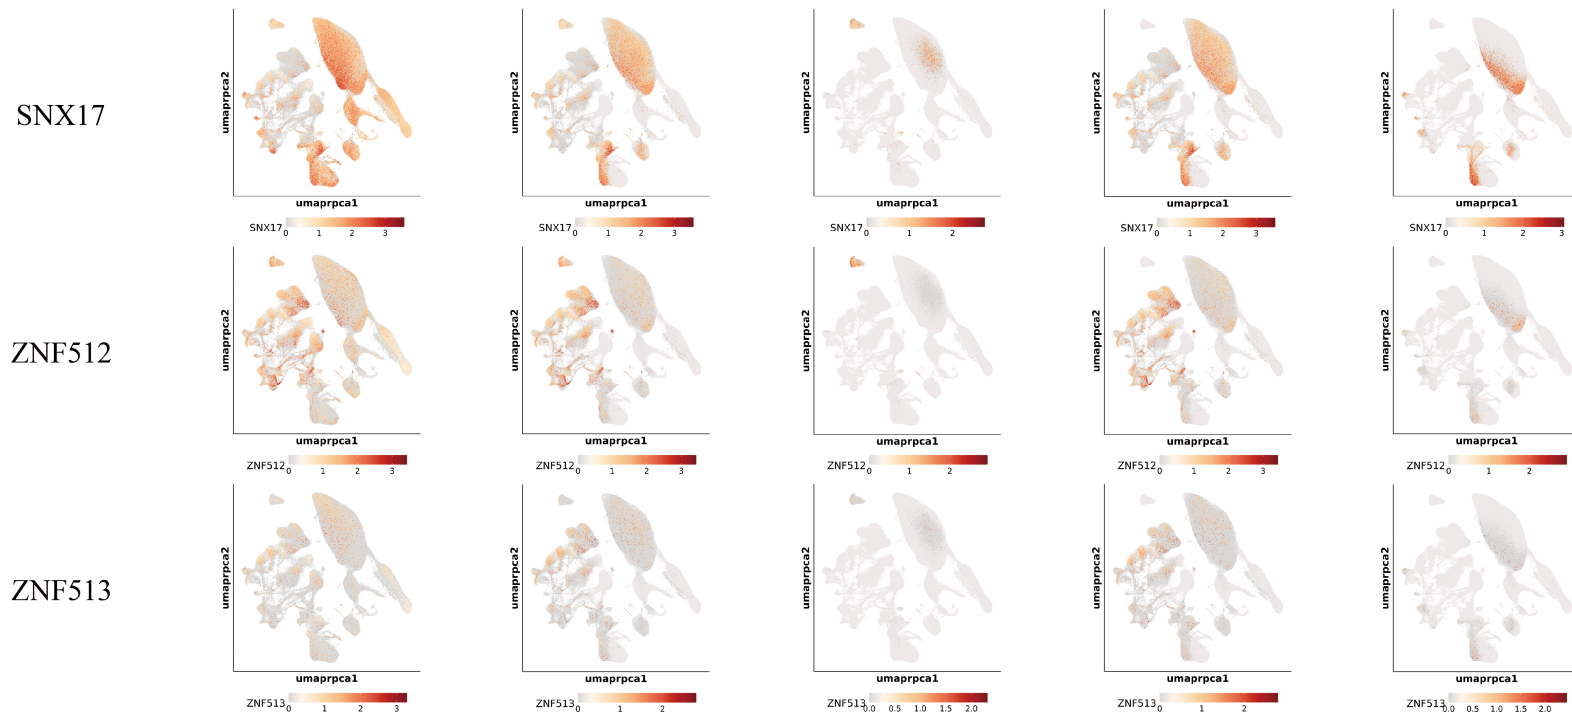 SNX17
umaprpca2
umaprpca2
umaprpca2
umaprpca2
umaprpca2
umaprpca1
umaprpca1
umaprpca1
umaprpca1
umaprpca1
SNX17 0 1 2 3
SNX17 0 1 2 3
SNX17 0 1 2
SNX17 0 1 2 3
SNX17 0 1 2 3
ZNF512
umaprpca2
umaprpca2
umaprpca2
umaprpca2
umaprpca2
umaprpca1
umaprpca1
umaprpca1
umaprpca1
umaprpca1
ZNF512 0 1 2 3
ZNF512 0 1 2 3
ZNF512 0 1 2
ZNF512 0 1 2 3
ZNF512 0 1 2
ZNF513
umaprpca2
umaprpca2
umaprpca2
umaprpca2
umaprpca2
umaprpca1
umaprpca1
umaprpca1
umaprpca1
umaprpca1
ZNF513 0 1 2 3
ZNF513 0 1 2
ZNF513 0.0 0.5 1.0 1.5 2.0
ZNF513 0 1 2
ZNF513 0.0 0.5 1.0 1.5 2.0